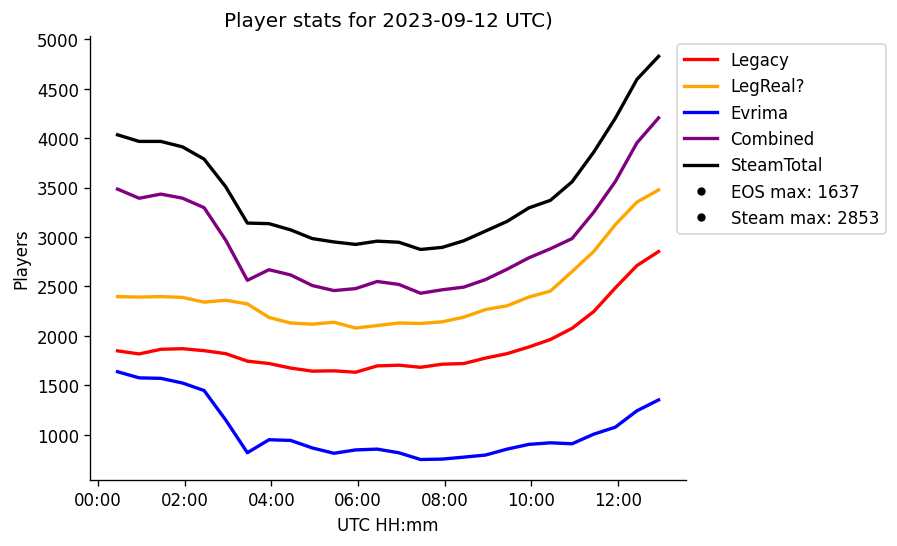 Player stats for 2023-09-12 UTC)
5000
4500
4000
3500
3000
2500
2000
1500
1000
Players
00:00
02:00
04:00
06:00
08:00
10:00
12:00
UTC HH:mm
Legacy
LegReal?
Evrima
Combined
SteamTotal
EOS max: 1637
Steam max: 2853